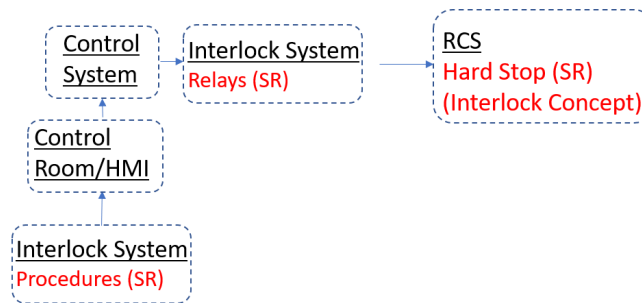 Control
System
Interlock System
Relays (SR)
RCS
Hard Stop (SR)
(Interlock Concept)
Control
Room/HMI
Interlock System
Procedures (SR)